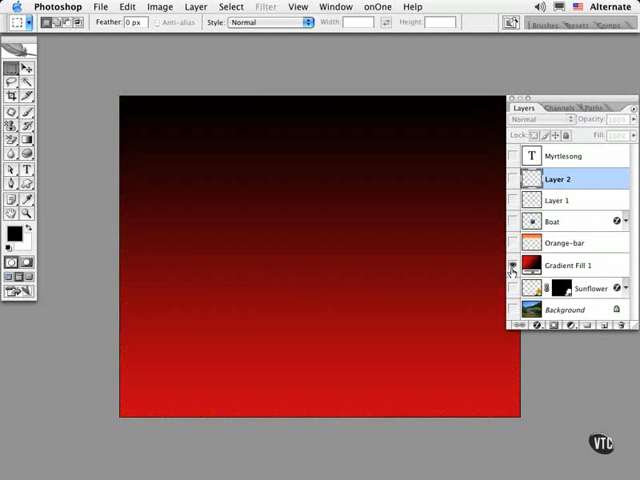 Photoshop File Edit Image Layer Select Filter View Window onOne Help Alternate
Feather: 0 px Anti-alias Style: Normal Width: Height: Brushes Comps
Layers Channels Paths
Normal Opacity: 100%
Lock: Fill: 100%
T Myrtlesong
Layer 2
Layer 1
Boat
Orange-bar
Gradient Fill 1
Sunflower
Background
VTC